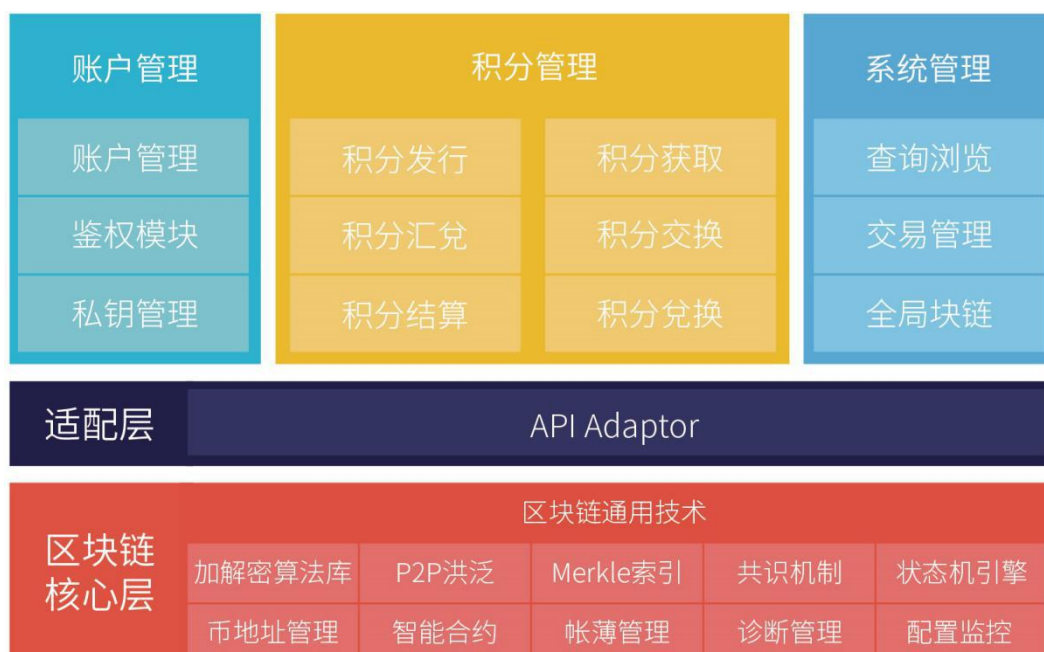 账户管理
账户管理
鉴权模块
私钥管理
积分管理
积分发行
积分获取
积分汇兑
积分交换
积分结算
积分兑换
系统管理
查询浏览
交易管理
全局块链
适配层
API Adaptor
区块链
核心层
区块链通用技术
加解密算法库
P2P洪泛
Merkle索引
共识机制
状态机引擎
币地址管理
智能合约
帐薄管理
诊断管理
配置监控